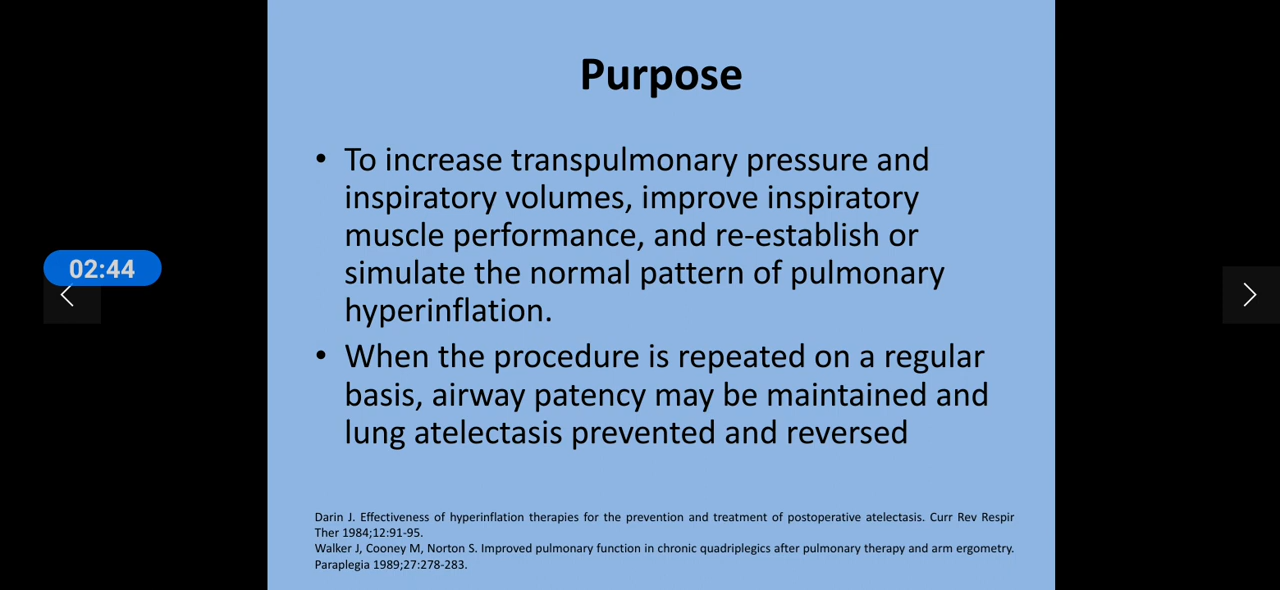 Purpose
• To increase transpulmonary pressure and
inspiratory volumes, improve inspiratory
muscle performance, and re-establish or
simulate the normal pattern of pulmonary
hyperinflation.
• When the procedure is repeated on a regular
basis, airway patency may be maintained and
lung atelectasis prevented and reversed
02:44
Darin J. Effectiveness of hyperinflation therapies for the prevention and treatment of postoperative atelectasis. Curr Rev Respir
Ther 1984;12:91-95.
Walker J, Cooney M, Norton S. Improved pulmonary function in chronic quadriplegics after pulmonary therapy and arm ergometry.
Paraplegia 1989;27:278-283.